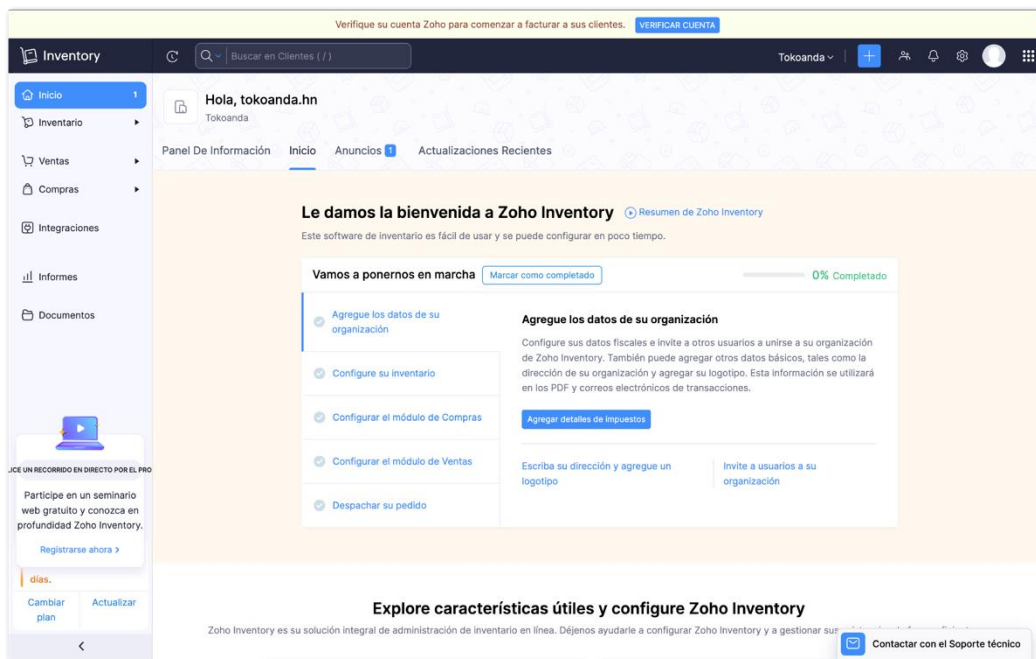 Verifique su cuenta Zoho para comenzar a facturar a sus clientes. VERIFICAR CUENTA
Inventory
Buscar en Clientes ( / )
Tokoanda
Inicio 1
Inventario
Ventas
Compras
Integraciones
Informes
Documentos
Hola, tokoanda.hn
Tokoanda
Panel De Información Inicio Anuncios 1 Actualizaciones Recientes
Le damos la bienvenida a Zoho Inventory Resumen de Zoho Inventory
Este software de inventario es fácil de usar y se puede configurar en poco tiempo.
Vamos a ponernos en marcha Marcar como completado 0% Completado
Agregue los datos de su
organización
Configure su inventario
Configurar el módulo de Compras
Configurar el módulo de Ventas
Despachar su pedido
Agregue los datos de su organización
Configure sus datos fiscales e invite a otros usuarios a unirse a su organización
de Zoho Inventory. También puede agregar otros datos básicos, tales como la
dirección de su organización y agregar su logotipo. Esta información se utilizará
en los PDF y correos electrónicos de transacciones.
Agregar detalles de impuestos
Escriba su dirección y agregue un
logotipo
Invite a usuarios a su
organización
UN RECORRIDO EN DIRECTO POR EL PRO
Participe en un seminario
web gratuito y conozca en
profundidad Zoho Inventory.
Registrarse ahora >
días.
Cambiar
plan
Actualizar
Explore características útiles y configure Zoho Inventory
Zoho Inventory es su solución integral de administración de inventario en línea. Déjenos ayudarle a configurar Zoho Inventory y a gestionar su
Contactar con el Soporte técnico